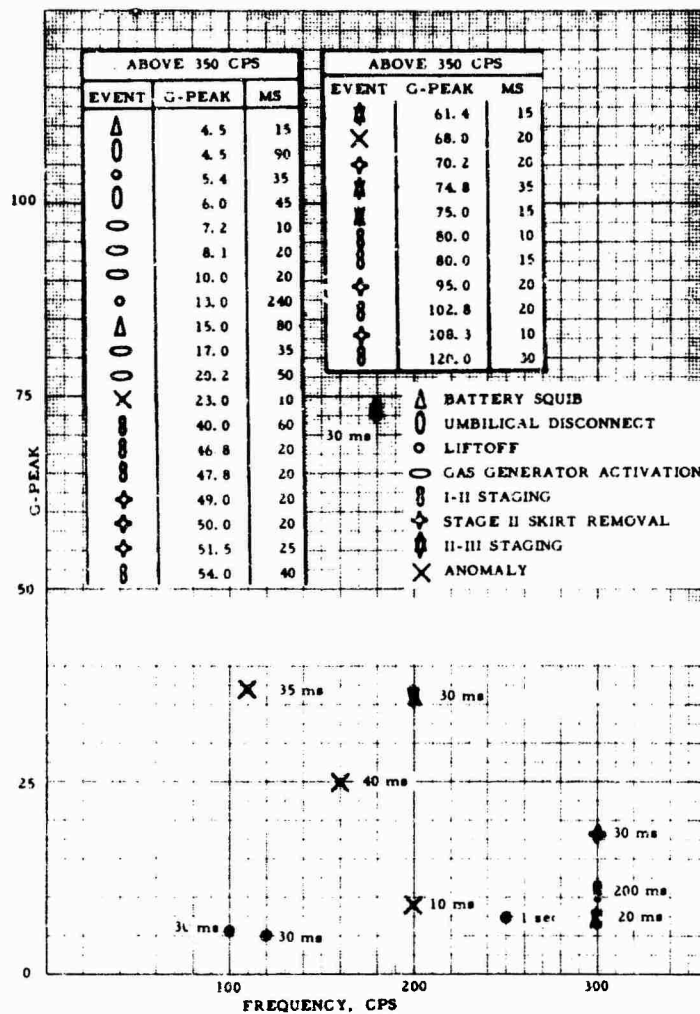 ABOVE 350 CPS
EVENT G-PEAK MS
4.5 15
4.5 90
5.4 35
6.0 45
7.2 10
8.1 20
10.0 20
13.0 240
15.0 80
17.0 35
20.2 50
23.0 10
40.0 60
46.8 20
47.8 20
49.0 20
50.0 20
51.5 25
54.0 40
ABOVE 350 CPS
EVENT G-PEAK MS
61.4 15
68.0 20
70.2 20
74.8 35
75.0 15
80.0 10
80.0 15
95.0 20
102.8 20
108.3 10
120.0 30
BATTERY SQUIB
UMBILICAL DISCONNECT
LIFTOFF
GAS GENERATOR ACTIVATION
I-II STAGING
STAGE II SKIRT REMOVAL
II-III STAGING
ANOMALY
G-PEAK
100
75
50
25
0
30 ms
35 ms
30 ms
40 ms
30 ms
200 ms
10 ms
1 sec
20 ms
30 ms
30 ms
100 200 300
FREQUENCY, CPS